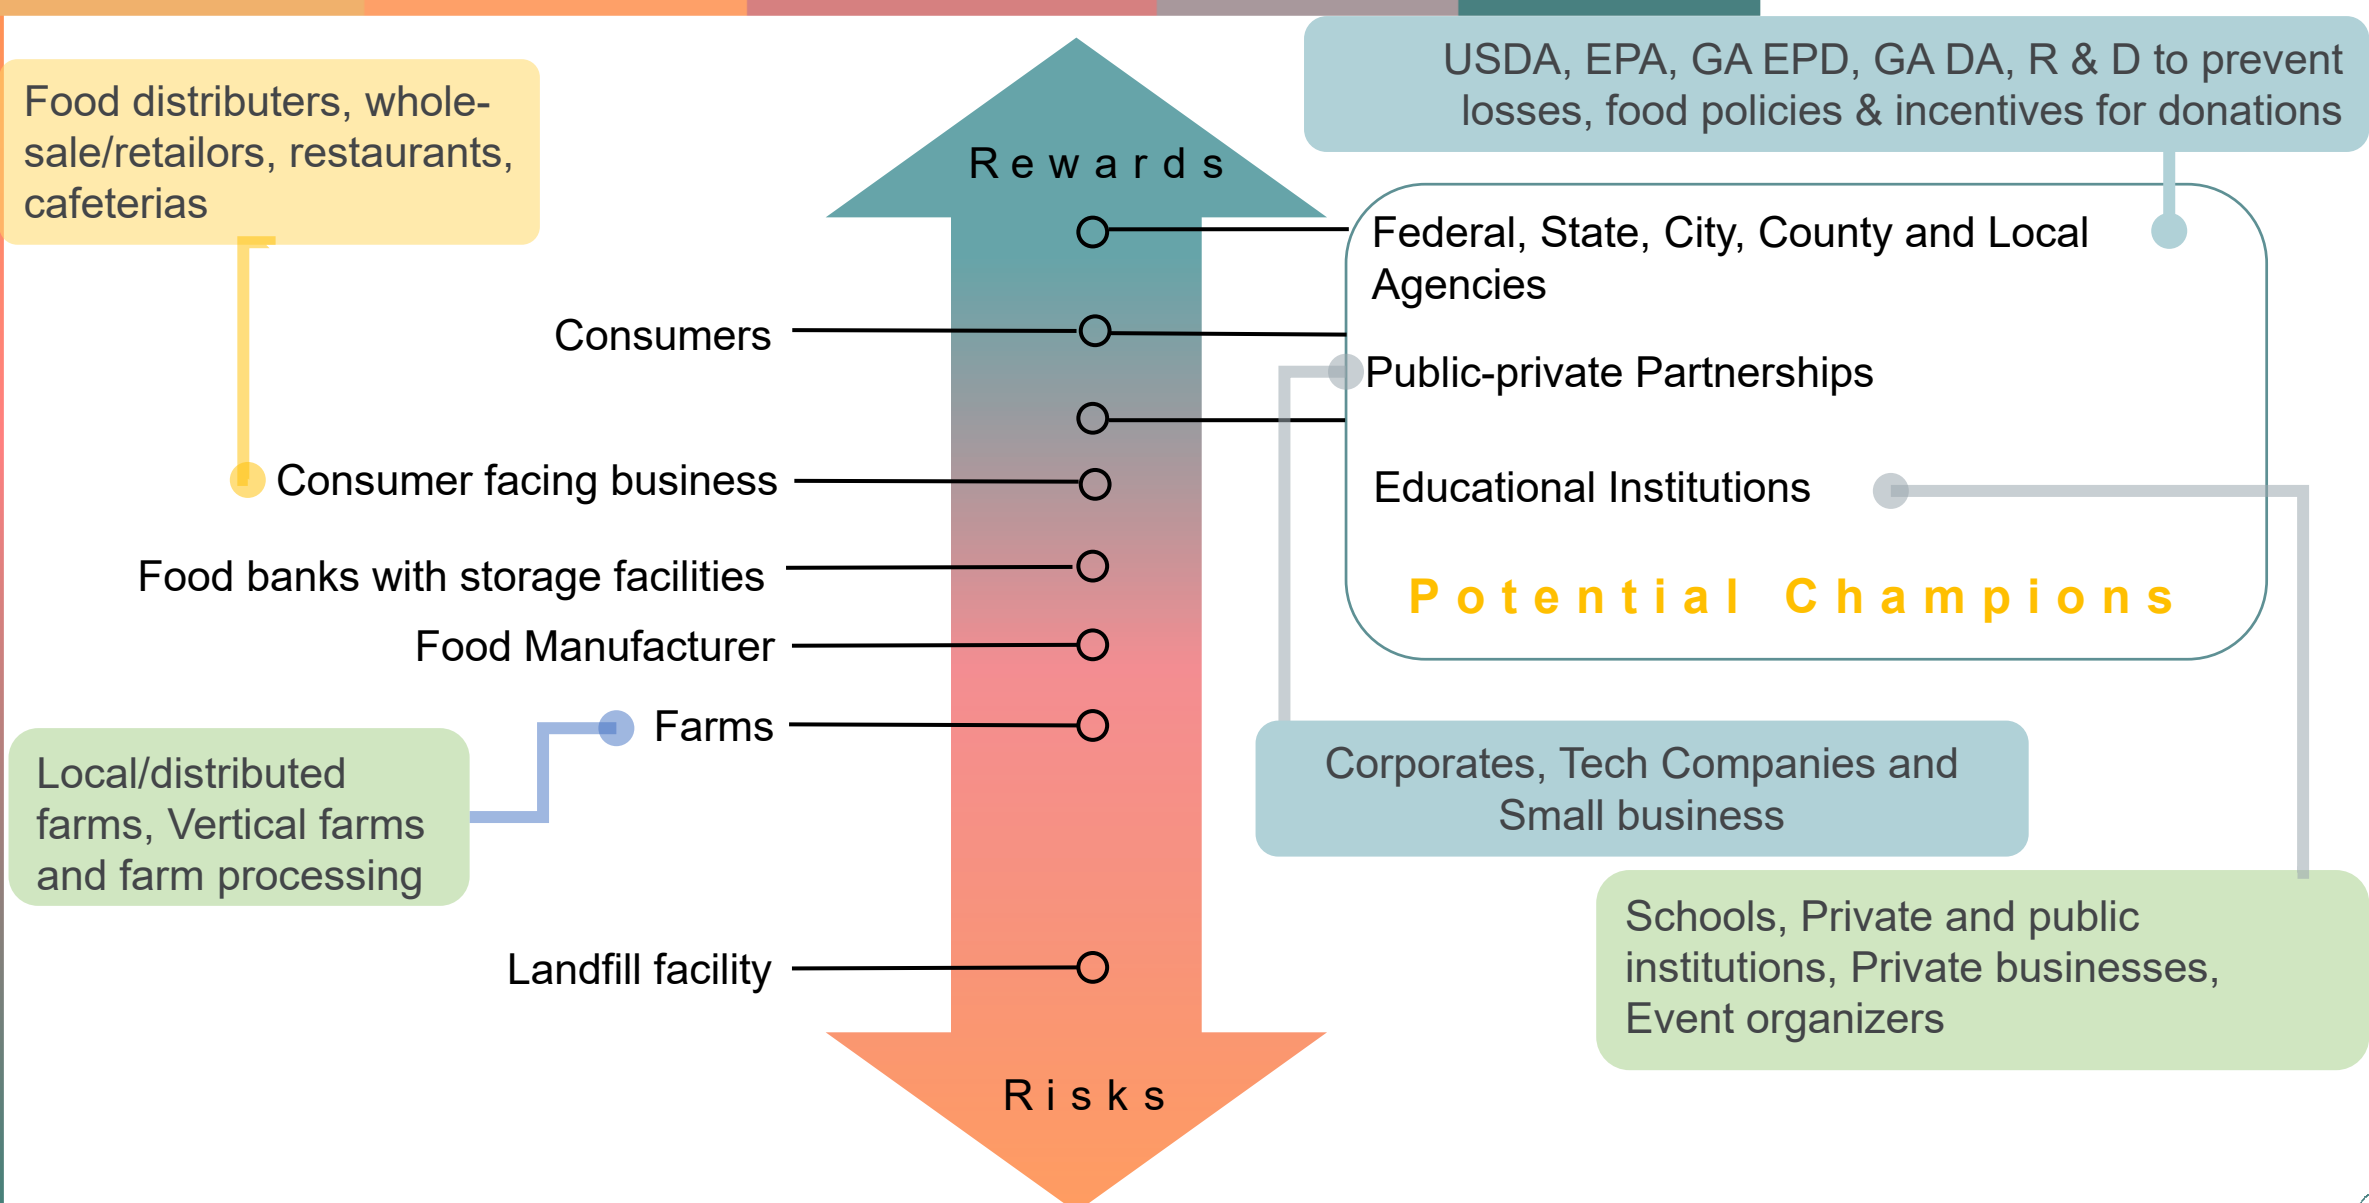 USDA, EPA, GA EPD, GA DA, R & D to prevent
losses, food policies & incentives for donations
Food distributers, whole-
sale/retailors, restaurants,
cafeterias
Rewards
Federal, State, City, County and Local
Agencies
Consumers
Public-private Partnerships
Consumer facing business
Educational Institutions
Food banks with storage facilities
Potential Champions
Food Manufacturer
Farms
Local/distributed
farms, Vertical farms
and farm processing
Corporates, Tech Companies and
Small business
Landfill facility
Schools, Private and public
institutions, Private businesses,
Event organizers
Risks